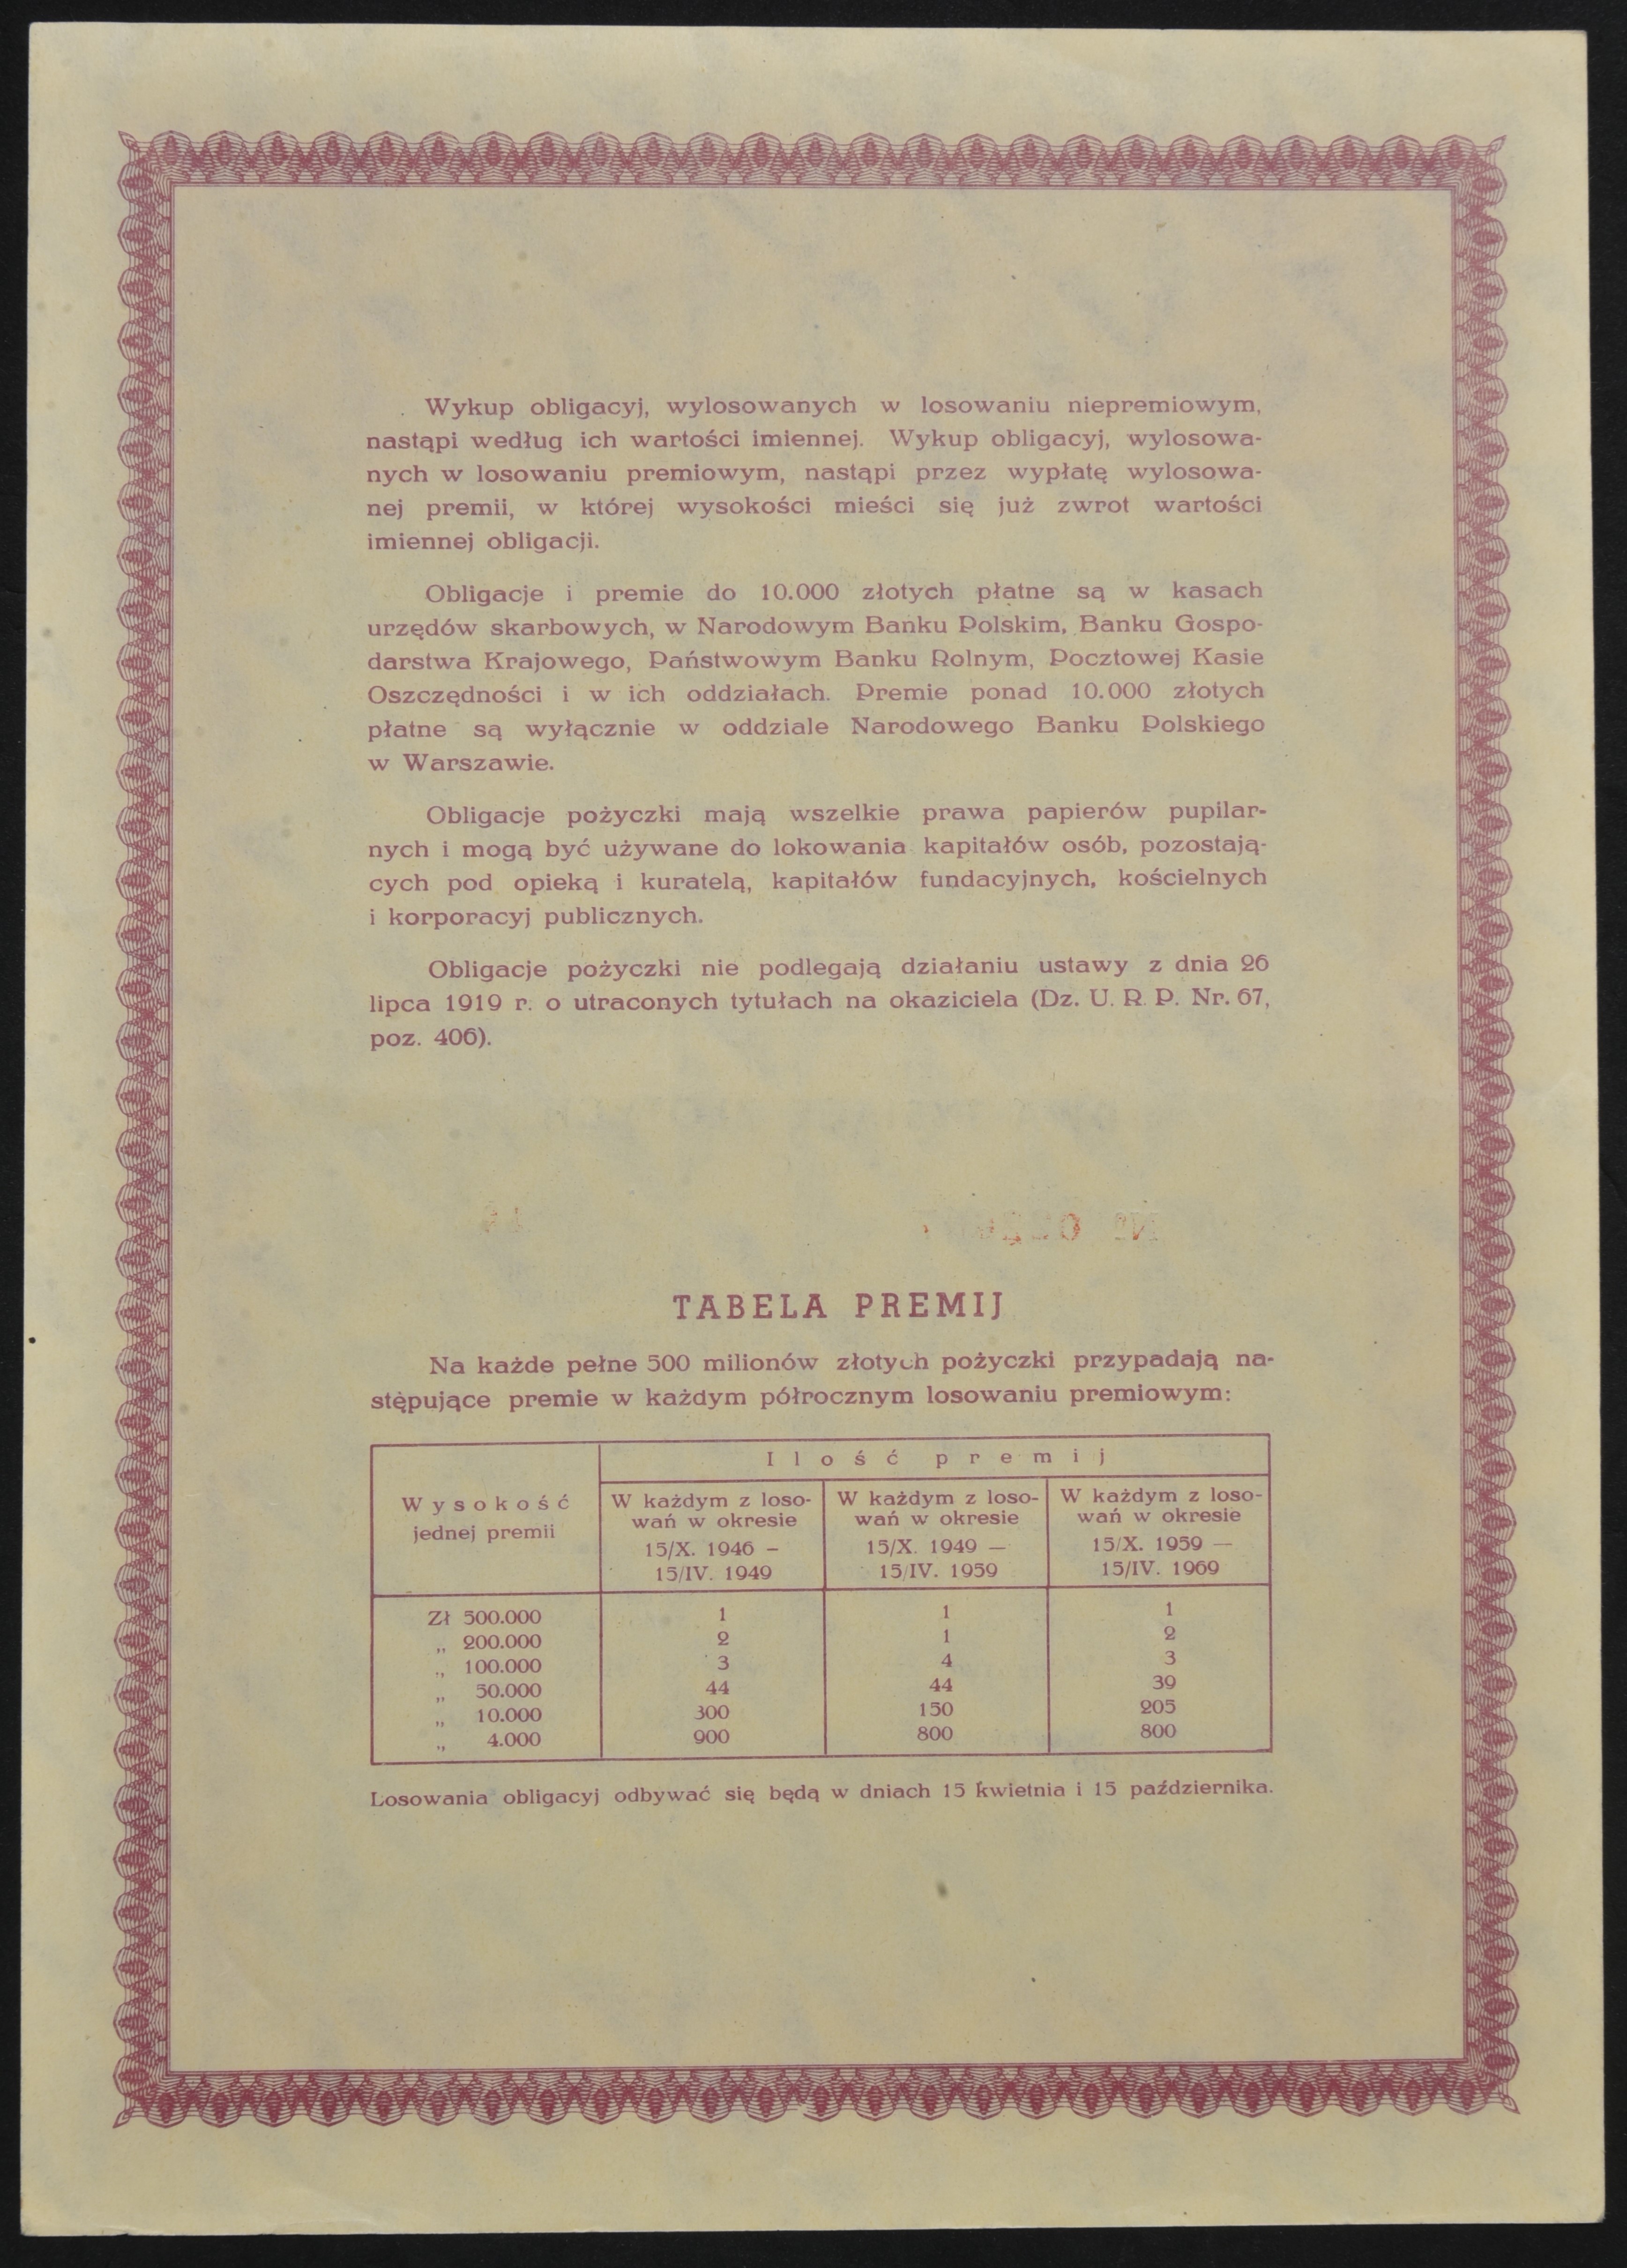 Wykup obligacyj, wylosowanych w losowaniu niepremiowym,
nastąpi według ich wartości imiennej. Wykup obligacyj, wylosowa-
nych w losowaniu premiowym, nastąpi przez wypłatę wylosowa-
nej premii, w której wysokości mieści się już zwrot wartości
imiennej obligacji.
Obligacje i premie do 10.000 złotych płatne są w kasach
urzędów skarbowych, w Narodowym Banku Polskim, Banku Gospo-
darstwa Krajowego, Państwowym Banku Rolnym, Pocztowej Kasie
Oszczędności i w ich oddziałach. Premie ponad 10.000 złotych
płatne są wyłącznie w oddziale Narodowego Banku Polskiego
w Warszawie.
Obligacje pożyczki mają wszelkie prawa papierów pupilar-
nych i mogą być używane do lokowania kapitałów osób, pozostają-
cych pod opieką i kuratelą, kapitałów fundacyjnych, kościelnych
i korporacyj publicznych.
Obligacje pożyczki nie podlegają działaniu ustawy z dnia 26
lipca 1919 r. o utraconych tytułach na okaziciela (Dz. U. R. P. Nr. 67,
poz. 406).
TABELA PREMIJ
Na każde pełne 500 milionów złotych pożyczki przypadają na-
stępujące premie w każdym półrocznym losowaniu premiowym:
Ilość premij
Wysokość
jednej premii
W każdym z loso-
wań w okresie
15/X. 1946 –
15/IV. 1949
W każdym z loso-
wań w okresie
15/X. 1949 —
15/IV. 1959
W każdym z loso-
wań w okresie
15/X. 1959 —
15/IV. 1969
Zł 500.000 1 1 1
„ 200.000 2 1 2
„ 100.000 3 4 3
„ 50.000 44 44 39
„ 10.000 300 150 205
„ 4.000 900 800 800
Losowania obligacyj odbywać się będą w dniach 15 kwietnia i 15 października.